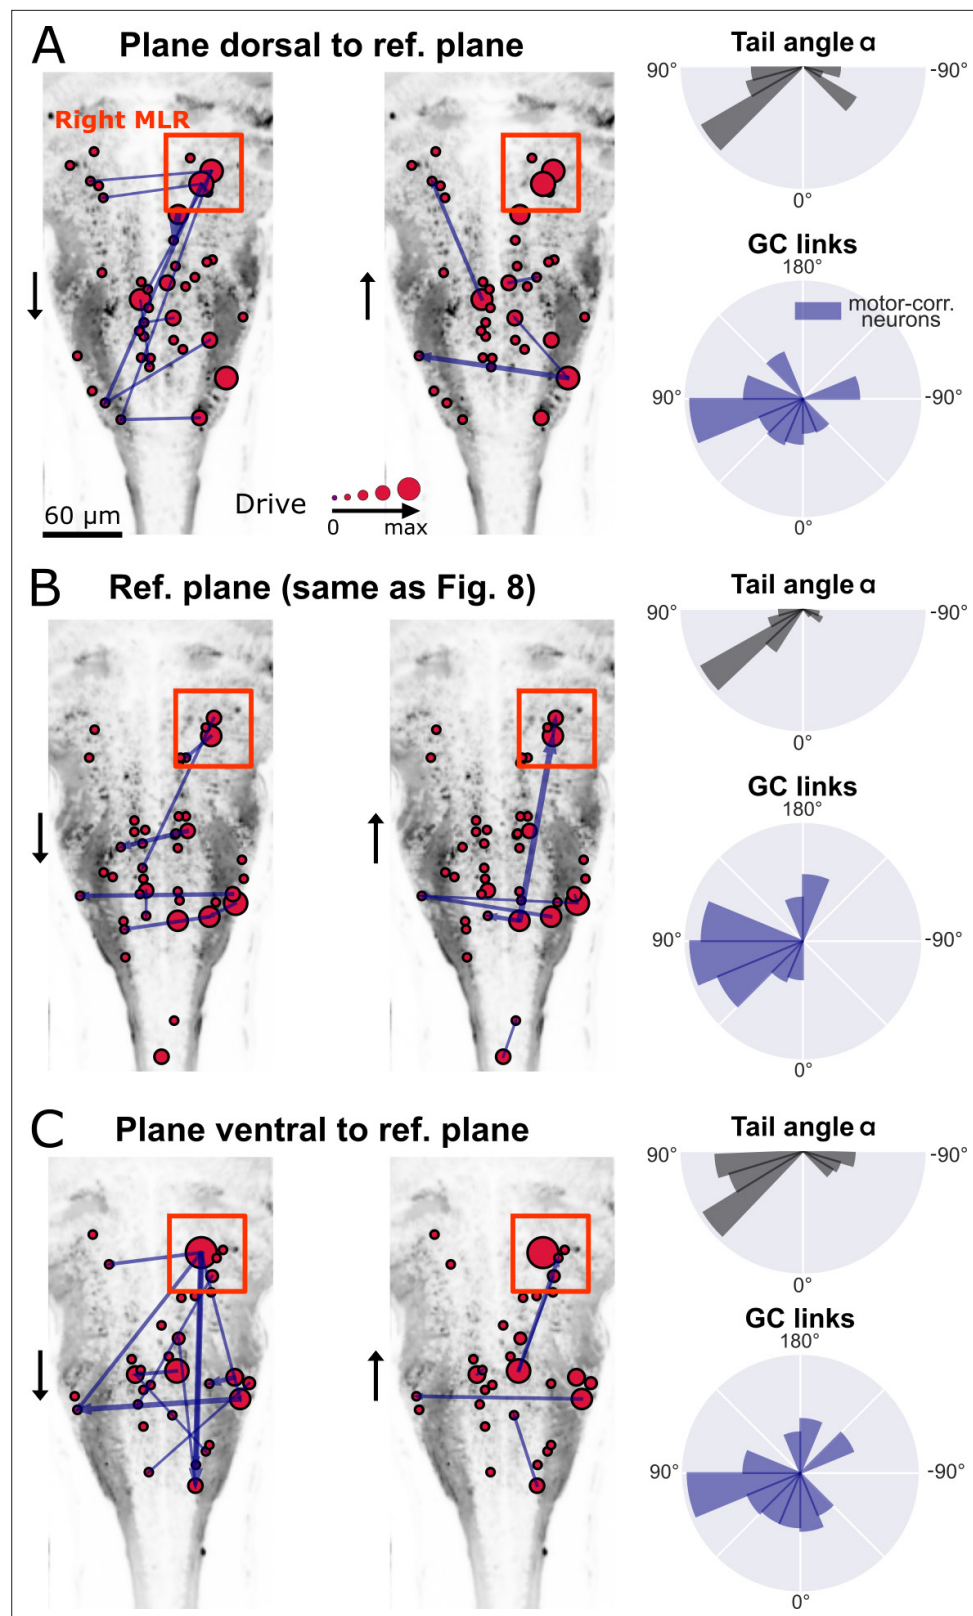 A
Plane dorsal to ref. plane
Right MLR
Tail angle α
90°
-90°
0°
GC links
180°
motor-corr.
neurons
90°
-90°
0°
60 µm
Drive
0
max
B
Ref. plane (same as Fig. 8)
Tail angle α
90°
-90°
0°
GC links
180°
90°
-90°
0°
C
Plane ventral to ref. plane
Tail angle α
90°
-90°
0°
GC links
180°
90°
-90°
0°